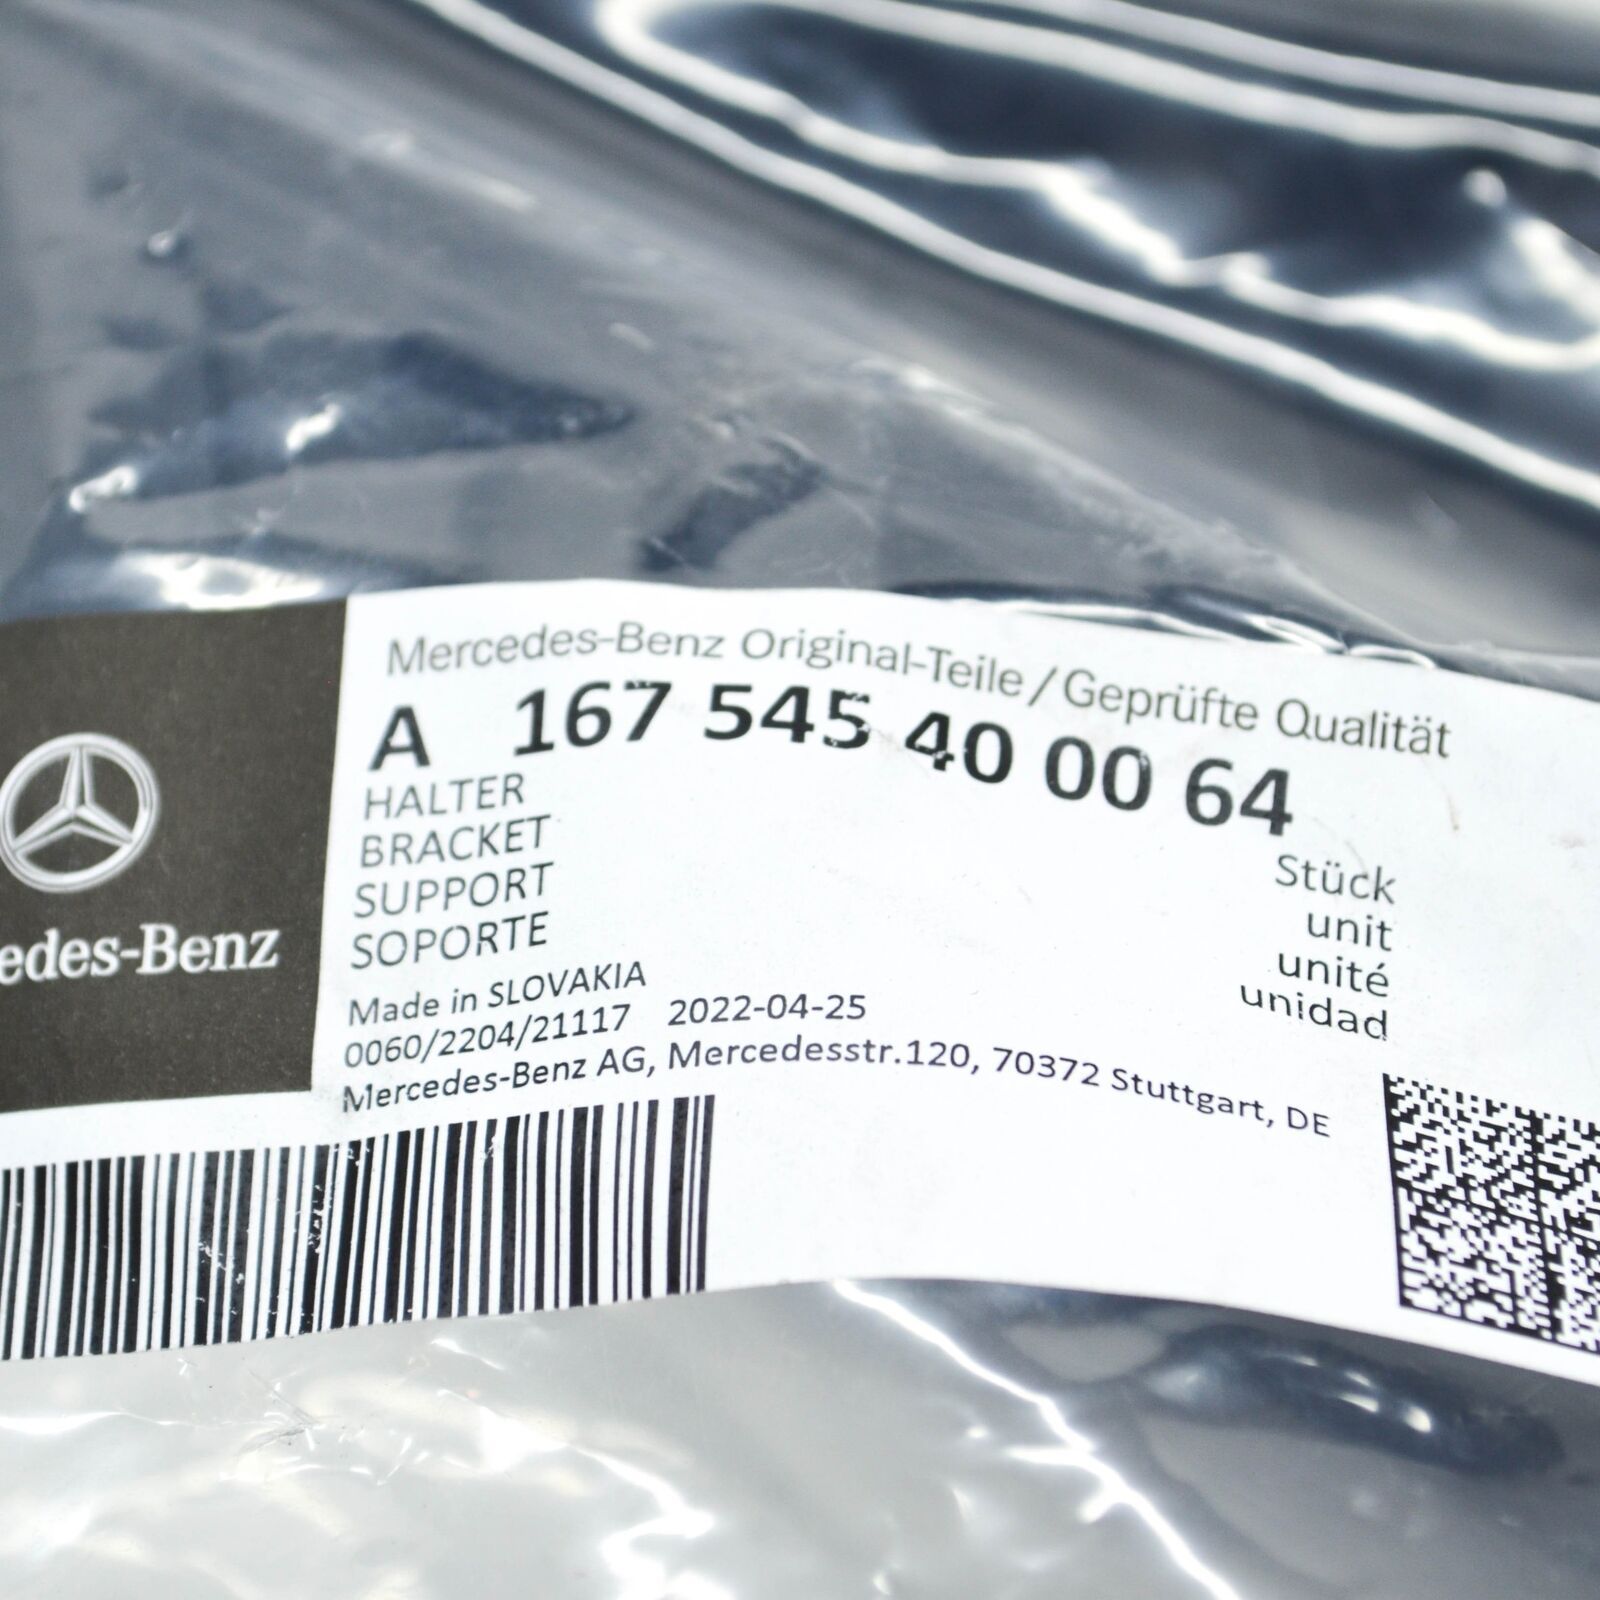 Mercedes-Benz Original-Teile / Geprüfte Qualität
A 167 545 40 00 64
HALTER
BRACKET
SUPPORT
SOPORTE
Stück
unit
unité
unidad
edes-Benz
Made in SLOVAKIA
0060/2204/21117 2022-04-25
Mercedes-Benz AG, Mercedesstr.120, 70372 Stuttgart, DE